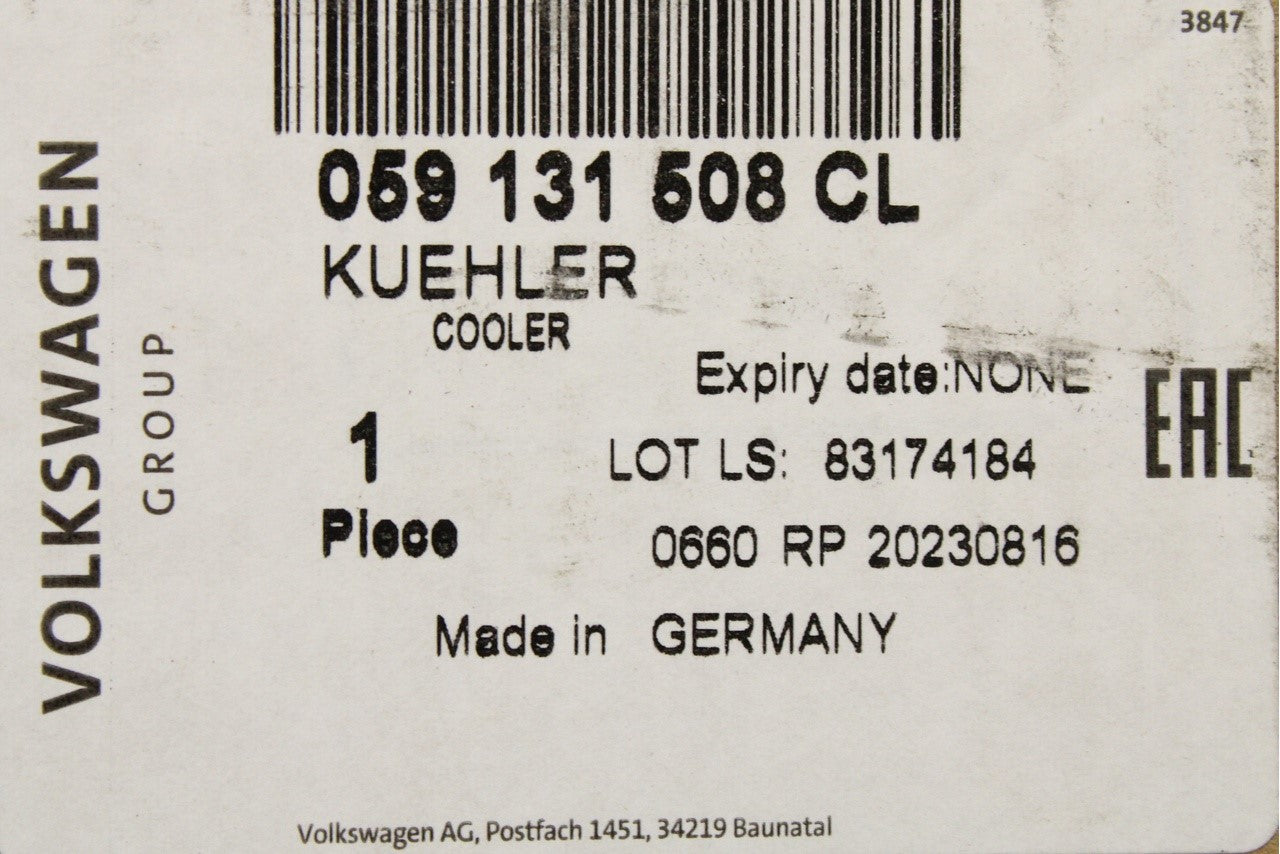 3847
059 131 508 CL
KUEHLER
COOLER
Expiry date:NONE
1
LOT LS: 83174184
EAC
Piece
0660 RP 20230816
Made in GERMANY
VOLKSWAGEN
GROUP
Volkswagen AG, Postfach 1451, 34219 Baunatal